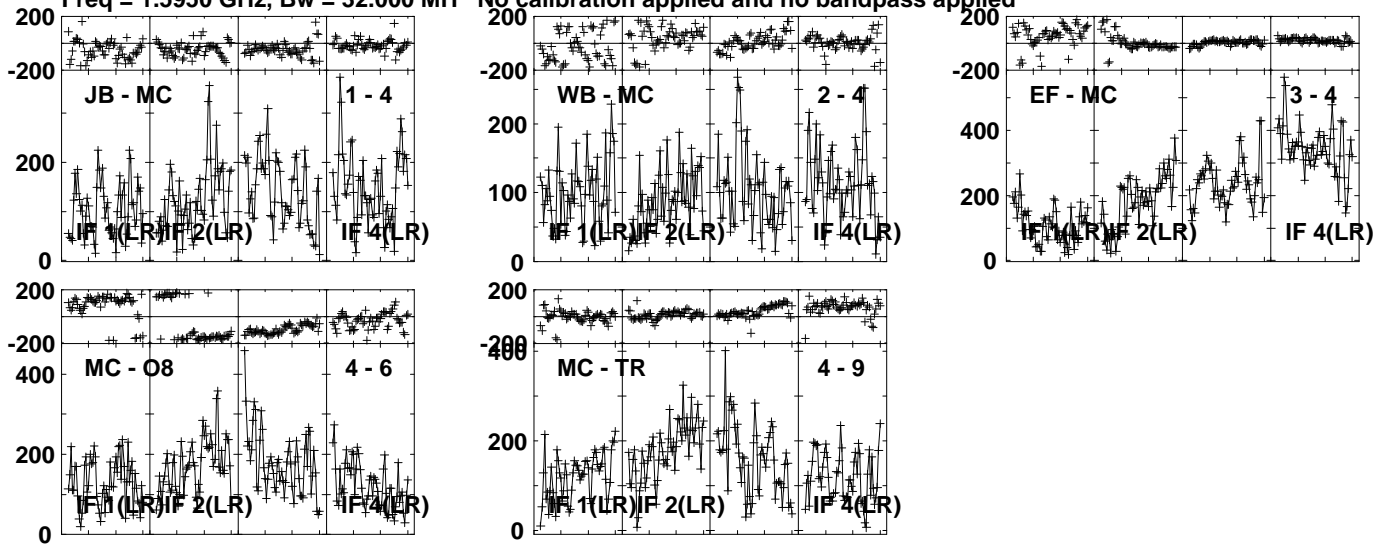 Freq = 1.5950 GHz, Bw = 32.000 MH No calibration applied and no bandpass applied
200
-200
JB - MC 1 - 4
200
0
IF 1(LR) IF 2(LR) IF 4(LR)
200
-200
WB - MC 2 - 4
200
100
0
IF 1(LR) IF 2(LR) IF 4(LR)
200
-200
EF - MC 3 - 4
400
200
0
IF 1(LR) IF 2(LR) IF 4(LR)
200
-200
MC - O8 4 - 6
400
200
0
IF 1(LR) IF 2(LR) IF 4(LR)
200
-200
400
MC - TR 4 - 9
200
0
IF 1(LR) IF 2(LR) IF 4(LR)